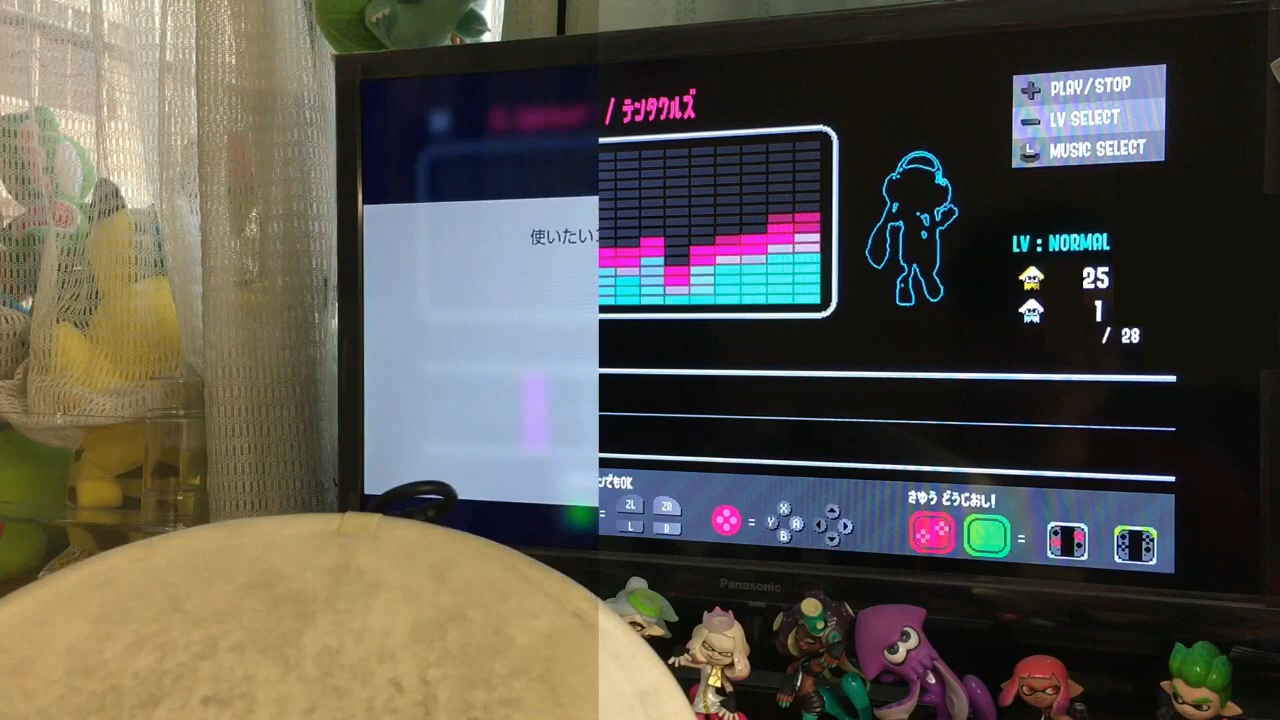 / テンタクルズ
PLAY/STOP
LV SELECT
L MUSIC SELECT
使いたい
LV : NORMAL
25
1
/ 28
ンでもOK
= ZL ZR
L R
= X Y A B
さゆう どうじおし!
=
Panasonic